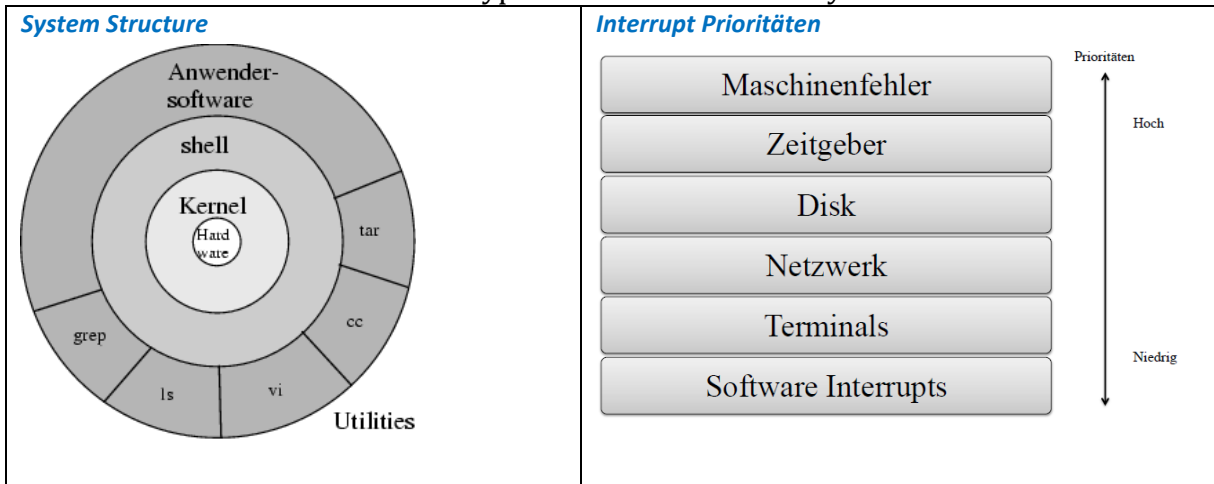 System Structure
Anwender-
software
shell
Kernel
Hard
ware
tar
cc
vi
ls
grep
Utilities
Interrupt Prioritäten
Maschinenfehler
Zeitgeber
Disk
Netzwerk
Terminals
Software Interrupts
Prioritäten
Hoch
Niedrig